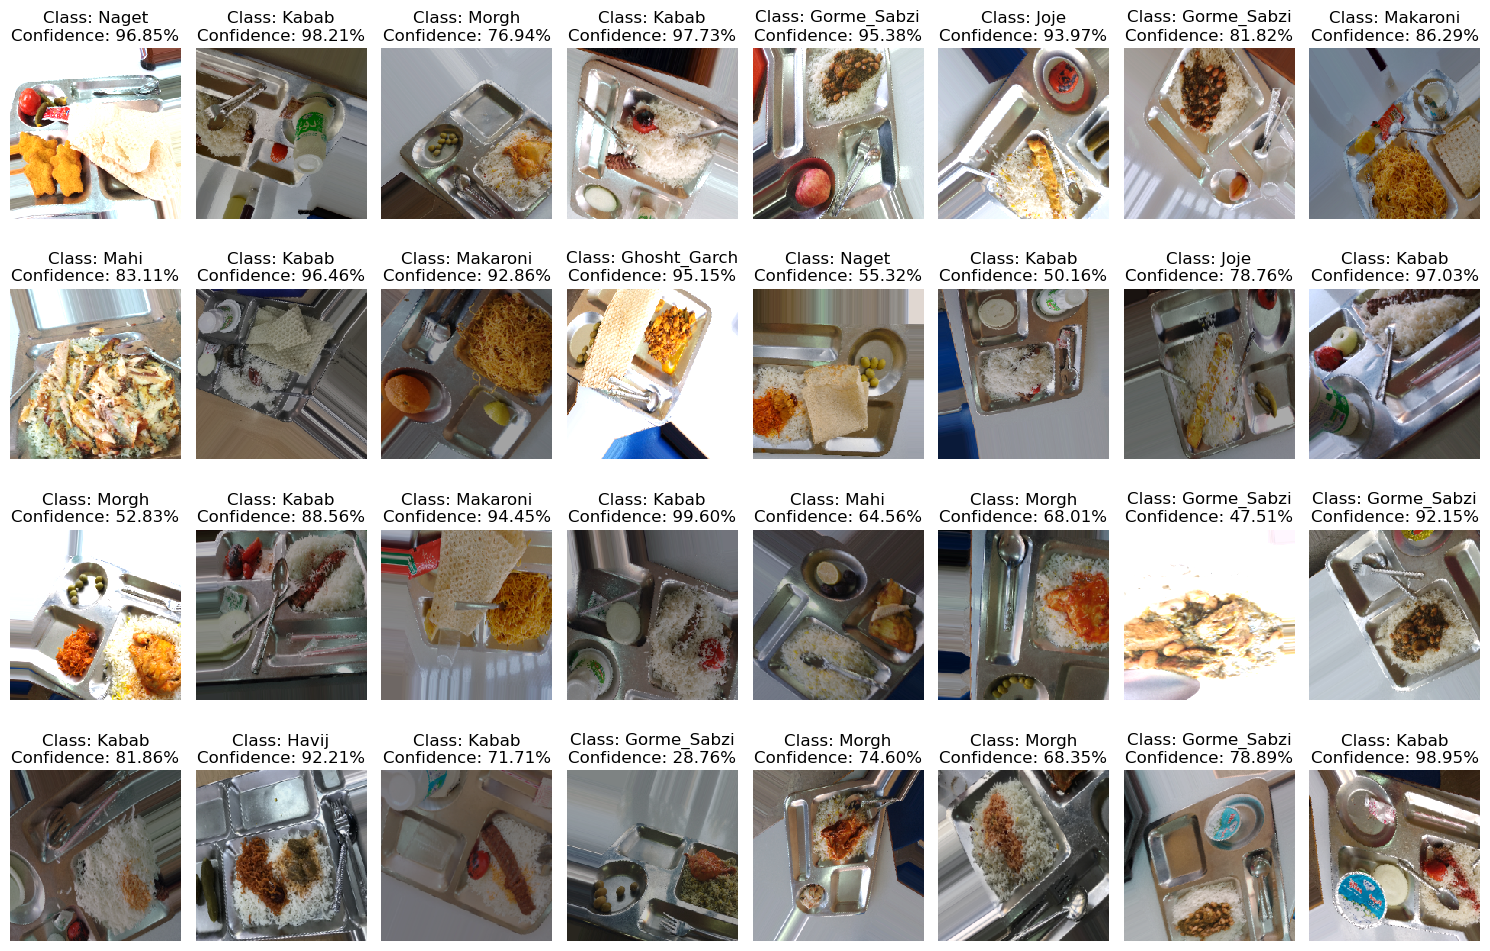 Class: Naget
Confidence: 96.85%
Class: Kabab
Confidence: 98.21%
Class: Morgh
Confidence: 76.94%
Class: Kabab
Confidence: 97.73%
Class: Gorme_Sabzi
Confidence: 95.38%
Class: Joje
Confidence: 93.97%
Class: Gorme_Sabzi
Confidence: 81.82%
Class: Makaroni
Confidence: 86.29%
Class: Mahi
Confidence: 83.11%
Class: Kabab
Confidence: 96.46%
Class: Makaroni
Confidence: 92.86%
Class: Ghosht_Garch
Confidence: 95.15%
Class: Naget
Confidence: 55.32%
Class: Kabab
Confidence: 50.16%
Class: Joje
Confidence: 78.76%
Class: Kabab
Confidence: 97.03%
Class: Morgh
Confidence: 52.83%
Class: Kabab
Confidence: 88.56%
Class: Makaroni
Confidence: 94.45%
Class: Kabab
Confidence: 99.60%
Class: Mahi
Confidence: 64.56%
Class: Morgh
Confidence: 68.01%
Class: Gorme_Sabzi
Confidence: 47.51%
Class: Gorme_Sabzi
Confidence: 92.15%
Class: Kabab
Confidence: 81.86%
Class: Havij
Confidence: 92.21%
Class: Kabab
Confidence: 71.71%
Class: Gorme_Sabzi
Confidence: 28.76%
Class: Morgh
Confidence: 74.60%
Class: Morgh
Confidence: 68.35%
Class: Gorme_Sabzi
Confidence: 78.89%
Class: Kabab
Confidence: 98.95%